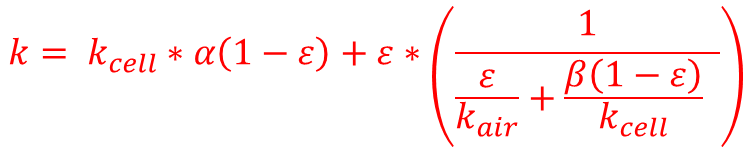 k = k_cell * α(1 − ε) + ε * (1 / (ε/k_air + β(1 − ε)/k_cell))